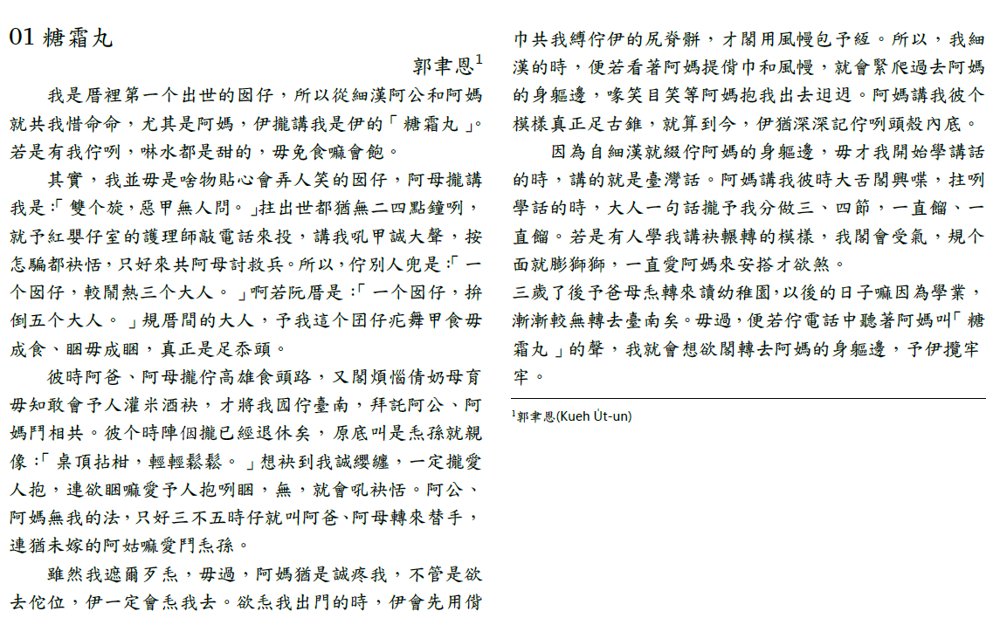 01 糖霜丸
郭聿恩1
我是厝裡第一个出世的囡仔，所以從細漢阿公和阿媽
就共我惜命命，尤其是阿媽，伊攏講我是伊的「糖霜丸」。
若是有我佇咧，啉水都是甜的，毋免食嘛會飽。
其實，我並毋是啥物貼心會弄人笑的囡仔，阿母攏講
我是：「雙个旋，惡甲無人問。」拄出世都猶無二四點鐘咧，
就予紅嬰仔室的護理師敲電話來投，講我吼甲誠大聲，按
怎騙都袂恬，只好來共阿母討救兵。所以，佇別人兜是：「一
个囡仔，較鬧熱三个大人。」啊若阮厝是：「一个囡仔，拚
倒五个大人。」規厝間的大人，予我這个囝仔疕舞甲食毋
成食、睏毋成睏，真正是足忝頭。
彼時阿爸、阿母攏佇高雄食頭路，又閣煩惱倩奶母育
毋知敢會予人灌米酒袂，才將我囥佇臺南，拜託阿公、阿
媽鬥相共。彼个時陣𪜶攏已經退休矣，原底叫是𤆬孫就親
像：「桌頂拈柑，輕輕鬆鬆。」想袂到我誠纓纏，一定攏愛
人抱，連欲睏嘛愛予人抱咧睏，無，就會吼袂恬。阿公、
阿媽無我的法，只好三不五時仔就叫阿爸、阿母轉來替手，
連猶未嫁的阿姑嘛愛鬥𤆬孫。
雖然我遮爾歹𤆬，毋過，阿媽猶是誠疼我，不管是欲
去佗位，伊一定會𤆬我去。欲𤆬我出門的時，伊會先用偝
巾共我縛佇伊的尻脊骿，才閣用風幔包予絚。所以，我細
漢的時，便若看著阿媽提偝巾和風幔，就會緊爬過去阿媽
的身軀邊，喙笑目笑等阿媽抱我出去𨑨迌。阿媽講我彼个
模樣真正足古錐，就算到今，伊猶深深記佇咧頭殼內底。
因為自細漢就綴佇阿媽的身軀邊，毋才我開始學講話
的時，講的就是臺灣話。阿媽講我彼時大舌閣興喋，拄咧
學話的時，大人一句話攏予我分做三、四節，一直餾、一
直餾。若是有人學我講袂輾轉的模樣，我閣會受氣，規个
面就膨獅獅，一直愛阿媽來安搭才欲煞。
三歲了後予爸母𤆬轉來讀幼稚園，以後的日子嘛因為學業，
漸漸較無轉去臺南矣。毋過，便若佇電話中聽著阿媽叫「糖
霜丸」的聲，我就會想欲閣轉去阿媽的身軀邊，予伊攬牢
牢。
1郭聿恩(Kueh U̍t-un)